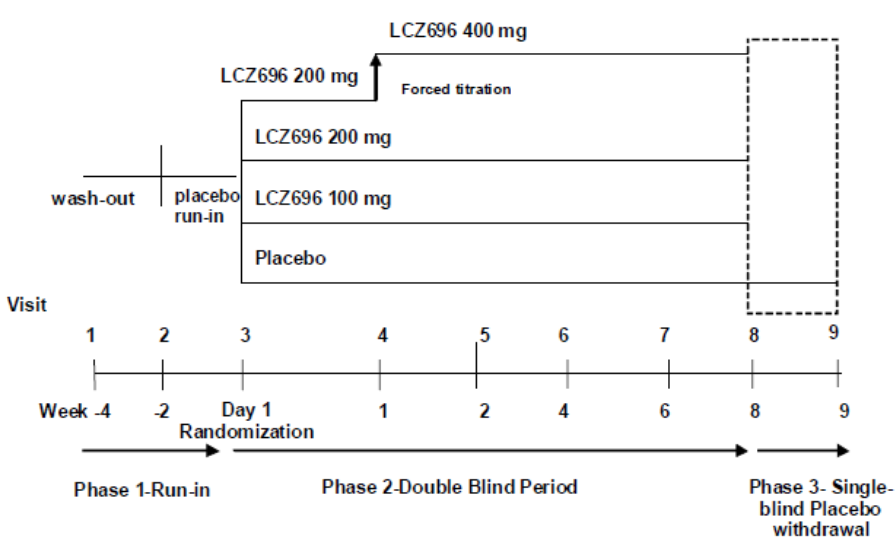 LCZ696 400 mg
LCZ696 200 mg
Forced titration
LCZ696 200 mg
wash-out
placebo
run-in
LCZ696 100 mg
Placebo
Visit
1 2 3 4 5 6 7 8 9
Week -4 -2 Day 1 1 2 4 6 8 9
Randomization
Phase 1-Run-in
Phase 2-Double Blind Period
Phase 3- Single-
blind Placebo
withdrawal